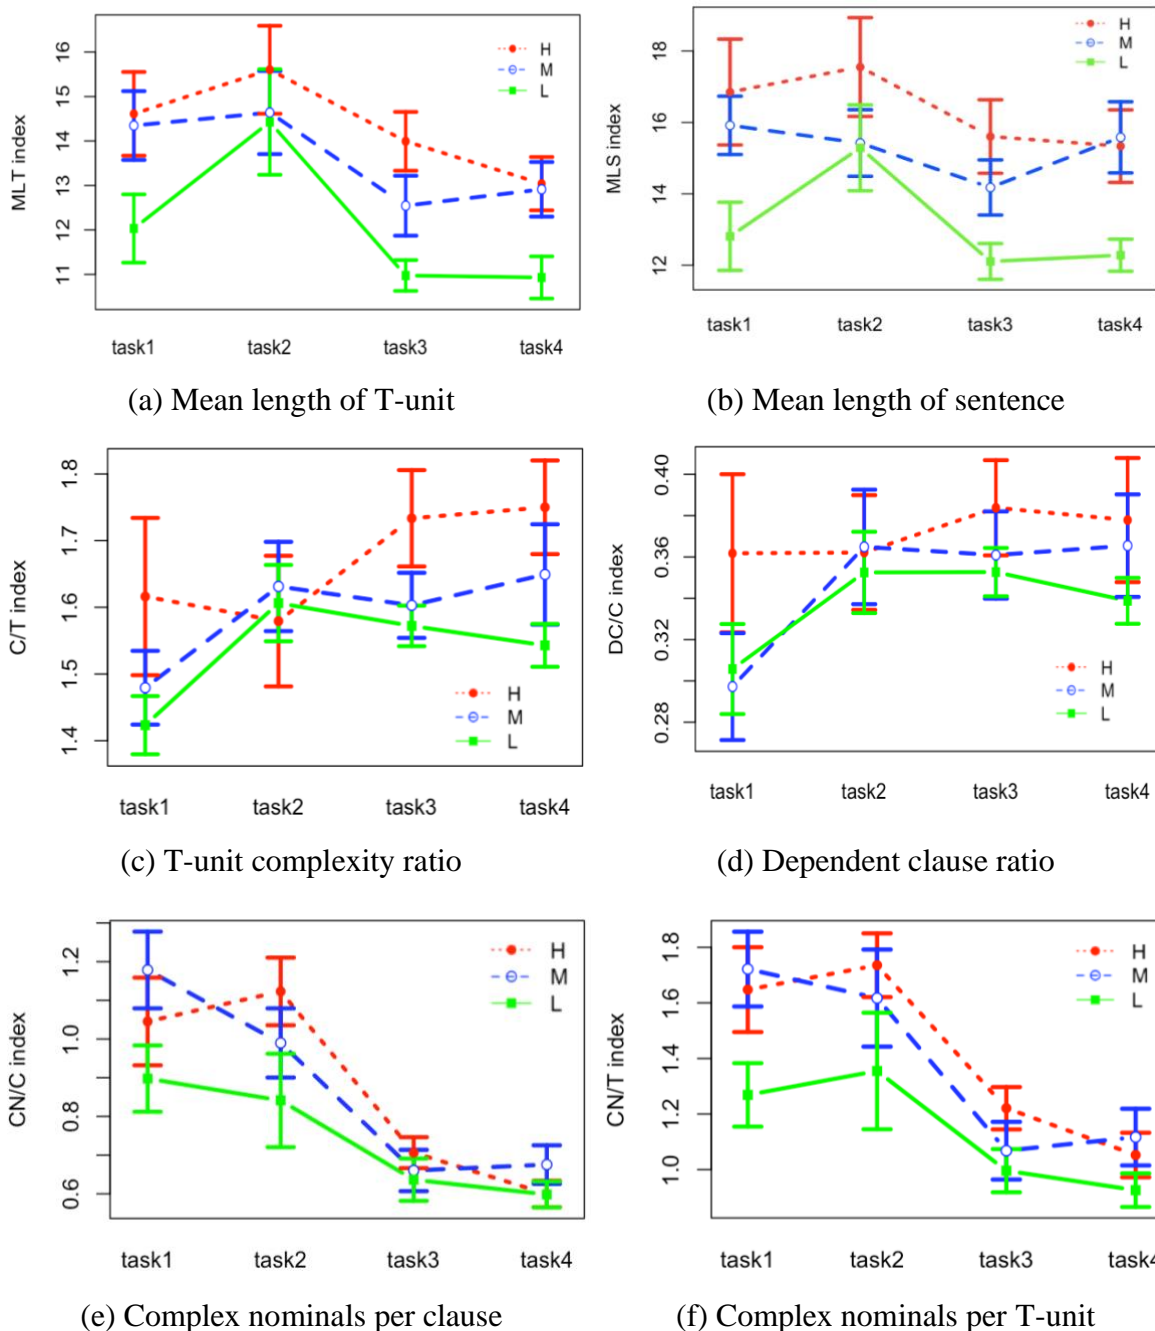 MLT index
16
15
14
13
12
11
H
M
L
task1 task2 task3 task4
(a) Mean length of T-unit
MLS index
18
16
14
12
H
M
L
task1 task2 task3 task4
(b) Mean length of sentence
C/T index
1.8
1.7
1.6
1.5
1.4
H
M
L
task1 task2 task3 task4
(c) T-unit complexity ratio
DC/C index
0.40
0.36
0.32
0.28
H
M
L
task1 task2 task3 task4
(d) Dependent clause ratio
CN/C index
1.2
1.0
0.8
0.6
H
M
L
task1 task2 task3 task4
(e) Complex nominals per clause
CN/T index
1.8
1.6
1.4
1.2
1.0
H
M
L
task1 task2 task3 task4
(f) Complex nominals per T-unit